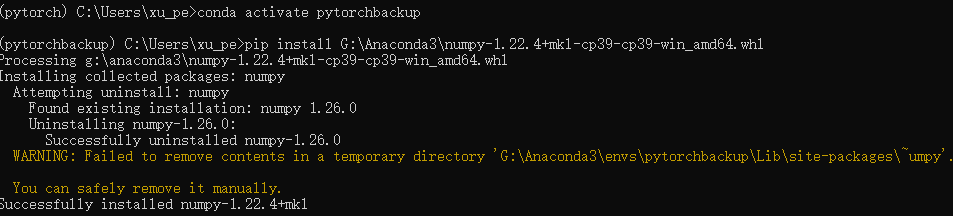 (pytorch) C:\Users\xu_pe>conda activate pytorchbackup
(pytorchbackup) C:\Users\xu_pe>pip install G:\Anaconda3\numpy-1.22.4+mkl-cp39-cp39-win_amd64.whl
Processing g:\anaconda3\numpy-1.22.4+mkl-cp39-cp39-win_amd64.whl
Installing collected packages: numpy
Attempting uninstall: numpy
Found existing installation: numpy 1.26.0
Uninstalling numpy-1.26.0:
Successfully uninstalled numpy-1.26.0
WARNING: Failed to remove contents in a temporary directory 'G:\Anaconda3\envs\pytorchbackup\Lib\site-packages\~umpy'.
You can safely remove it manually.
Successfully installed numpy-1.22.4+mkl